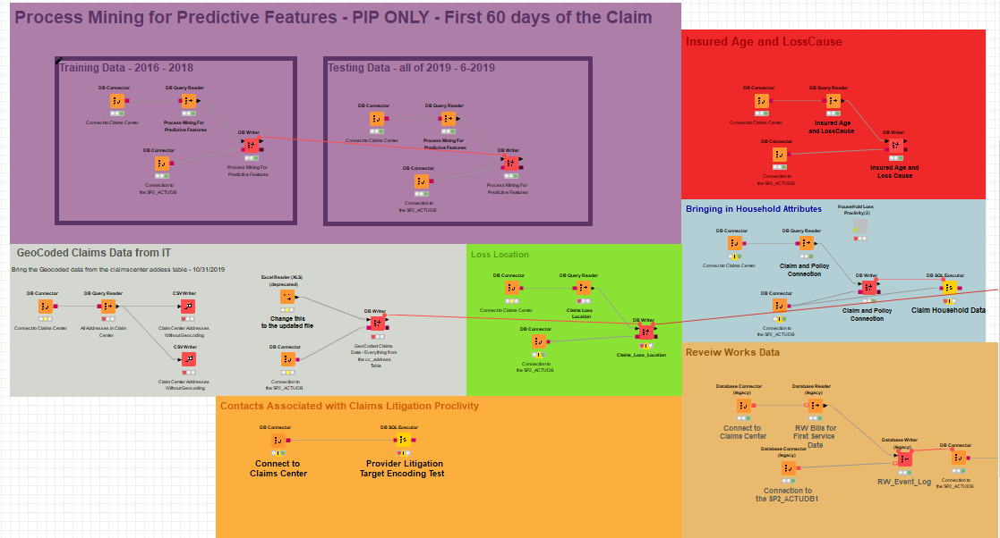 Process Mining for Predictive Features - PIP ONLY - First 60 days of the Claim
Training Data - 2016 - 2018
DB Connector
DB Query Reader
Connect to Claims Center
Process Mining For
Predictive Features
DB Writer
DB Connector
Process Mining For
Predictive Features
Connection to
the SP2_ACTUDB
Testing Data - all of 2019 - 6-2019
DB Connector
DB Query Reader
Connect to Claims Center
Process Mining For
Predictive Features
DB Writer
DB Connector
Process Mining For
Predictive Features
Connection to
the SP2_ACTUDB
Insured Age and LossCause
DB Connector
DB Query Reader
Connect to Claims Center
Insured Age
and LossCause
DB Writer
DB Connector
Insured Age and
Loss Cause
Connection to
the SP2_ACTUDB
Bringing in Household Attributes
HouseHold Loss
Proclivity(2)
DB Connector
DB Query Reader
Connect to Claims Center
Claim and Policy
Connection
DB Writer
DB SQL Executor
DB Connector
Claim and Policy
Connection
Claim Household Data
Connection to
the SP2_ACTUDB
GeoCoded Claims Data from IT
Bring the Geocoded data from the claimscenter addess table - 10/31/2019
DB Connector
DB Query Reader
CSV Writer
Connect to Claims Center
All Addresses in Claim
Center
Claim Center Addresses
Without Geocoding
CSV Writer
Claim Center Addresses
Without Geocoding
Excel Reader (XLS)
(deprecated)
Change this
to the updated file
DB Writer
DB Connector
GeoCoded Claims
Data - Everything from
the cc_address
Table
Connection to
the SP2_ACTUDB
Loss Location
DB Connector
DB Query Reader
Connect to Claims Center
Claims Loss
Location
DB Writer
DB Connector
Claims_Loss_Location
Connection to
the SP2_ACTUDB
Reveiw Works Data
Database Connector
(legacy)
Database Reader
(legacy)
Connect to
Claims Center
RW Bills for
First Service
Date
Database Connector
(legacy)
Database Writer
(legacy)
DB Connector
RW_Event_Log
Connection to
the SP2_ACTUDB
Connection to
the SP2_ACTUDB1
Contacts Associated with Claims Litigation Proclivity
DB Connector
DB SQL Executor
Connect to
Claims Center
Provider Litigation
Target Encoding Test